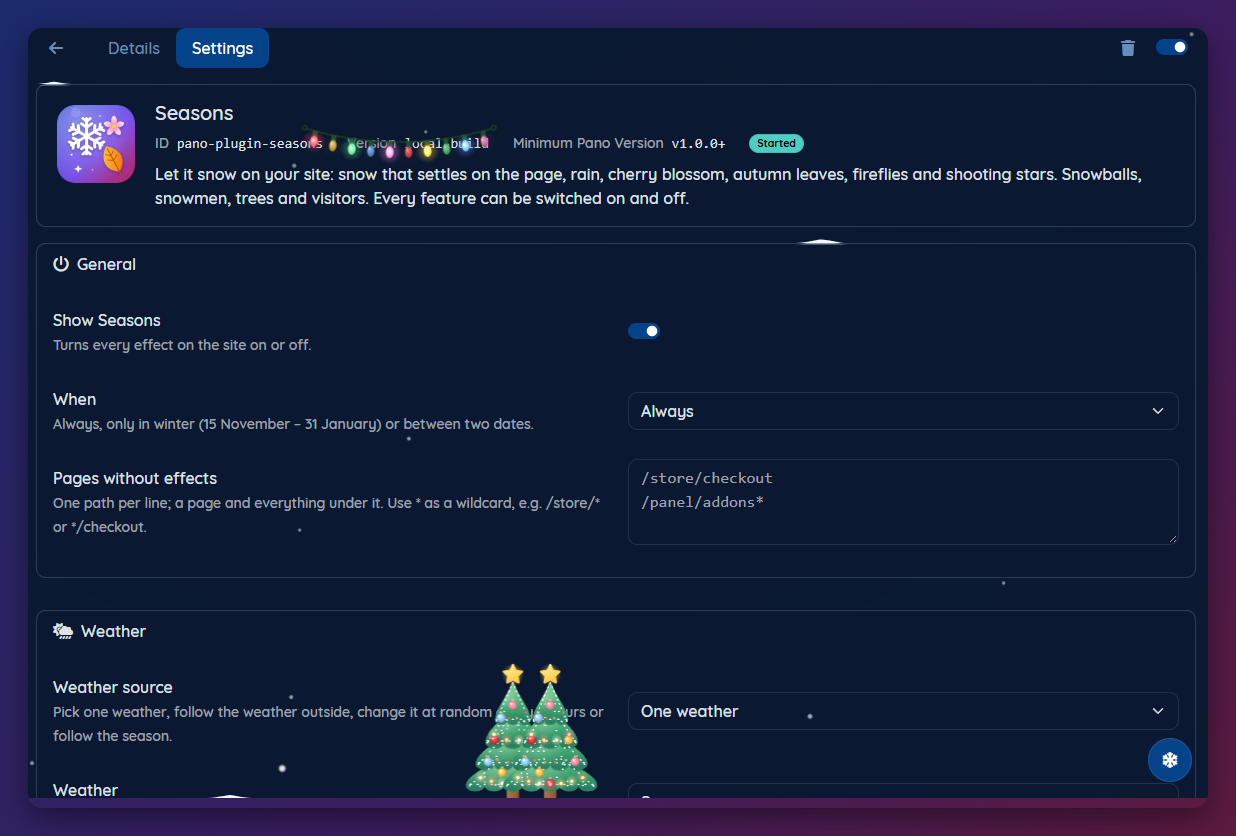 Details
Settings
Seasons
ID pano-plugin-seasons Version local build Minimum Pano Version v1.0.0+ Started
Let it snow on your site: snow that settles on the page, rain, cherry blossom, autumn leaves, fireflies and shooting stars. Snowballs,
snowmen, trees and visitors. Every feature can be switched on and off.
General
Show Seasons
Turns every effect on the site on or off.
When
Always, only in winter (15 November – 31 January) or between two dates.
Always
Pages without effects
One path per line; a page and everything under it. Use * as a wildcard, e.g. /store/*
or */checkout.
/store/checkout
/panel/addons*
Weather
Weather source
Pick one weather, follow the weather outside, change it at random urs or
follow the season.
One weather
Weather